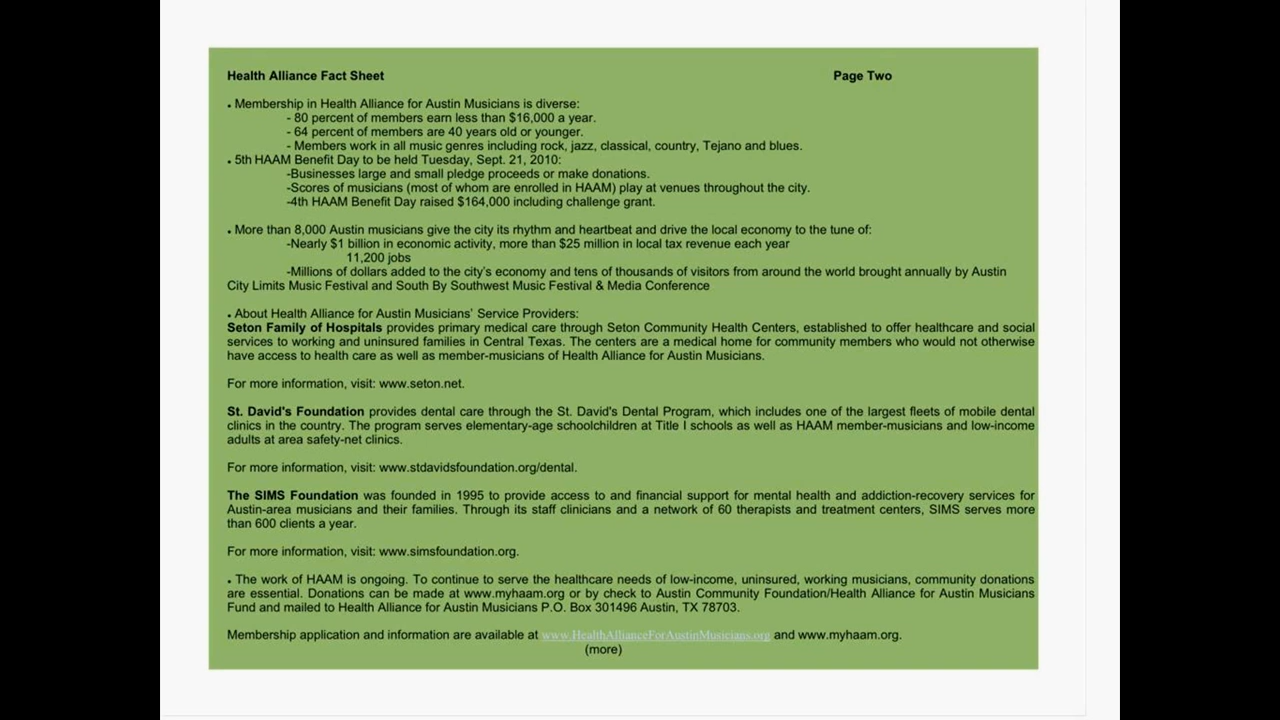 Health Alliance Fact Sheet Page Two
. Membership in Health Alliance for Austin Musicians is diverse:
- 80 percent of members earn less than $16,000 a year.
- 64 percent of members are 40 years old or younger.
- Members work in all music genres including rock, jazz, classical, country, Tejano and blues.
. 5th HAAM Benefit Day to be held Tuesday, Sept. 21, 2010:
-Businesses large and small pledge proceeds or make donations.
-Scores of musicians (most of whom are enrolled in HAAM) play at venues throughout the city.
-4th HAAM Benefit Day raised $164,000 including challenge grant.
. More than 8,000 Austin musicians give the city its rhythm and heartbeat and drive the local economy to the tune of:
-Nearly $1 billion in economic activity, more than $25 million in local tax revenue each year
11,200 jobs
-Millions of dollars added to the city's economy and tens of thousands of visitors from around the world brought annually by Austin
City Limits Music Festival and South By Southwest Music Festival & Media Conference
. About Health Alliance for Austin Musicians' Service Providers:
Seton Family of Hospitals provides primary medical care through Seton Community Health Centers, established to offer healthcare and social
services to working and uninsured families in Central Texas. The centers are a medical home for community members who would not otherwise
have access to health care as well as member-musicians of Health Alliance for Austin Musicians.
For more information, visit: www.seton.net.
St. David's Foundation provides dental care through the St. David's Dental Program, which includes one of the largest fleets of mobile dental
clinics in the country. The program serves elementary-age schoolchildren at Title I schools as well as HAAM member-musicians and low-income
adults at area safety-net clinics.
For more information, visit: www.stdavidsfoundation.org/dental.
The SIMS Foundation was founded in 1995 to provide access to and financial support for mental health and addiction-recovery services for
Austin-area musicians and their families. Through its staff clinicians and a network of 60 therapists and treatment centers, SIMS serves more
than 600 clients a year.
For more information, visit: www.simsfoundation.org.
. The work of HAAM is ongoing. To continue to serve the healthcare needs of low-income, uninsured, working musicians, community donations
are essential. Donations can be made at www.myhaam.org or by check to Austin Community Foundation/Health Alliance for Austin Musicians
Fund and mailed to Health Alliance for Austin Musicians P.O. Box 301496 Austin, TX 78703.
Membership application and information are available at www.HealthAllianceForAustinMusicians.org and www.myhaam.org.
(more)